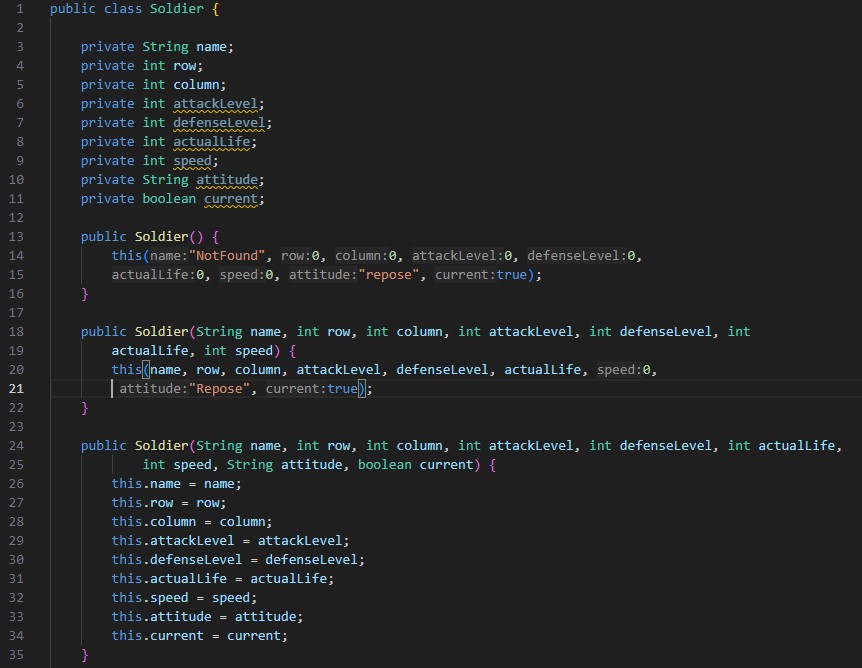 1 public class Soldier {
2
3 private String name;
4 private int row;
5 private int column;
6 private int attackLevel;
7 private int defenseLevel;
8 private int actualLife;
9 private int speed;
10 private String attitude;
11 private boolean current;
12
13 public Soldier() {
14 this(name:"NotFound", row:0, column:0, attackLevel:0, defenseLevel:0,
15 actualLife:0, speed:0, attitude:"repose", current:true);
16 }
17
18 public Soldier(String name, int row, int column, int attackLevel, int defenseLevel, int
19 actualLife, int speed) {
20 this(name, row, column, attackLevel, defenseLevel, actualLife, speed:0,
21 attitude:"Repose", current:true);
22 }
23
24 public Soldier(String name, int row, int column, int attackLevel, int defenseLevel, int actualLife,
25 int speed, String attitude, boolean current) {
26 this.name = name;
27 this.row = row;
28 this.column = column;
29 this.attackLevel = attackLevel;
30 this.defenseLevel = defenseLevel;
31 this.actualLife = actualLife;
32 this.speed = speed;
33 this.attitude = attitude;
34 this.current = current;
35 }